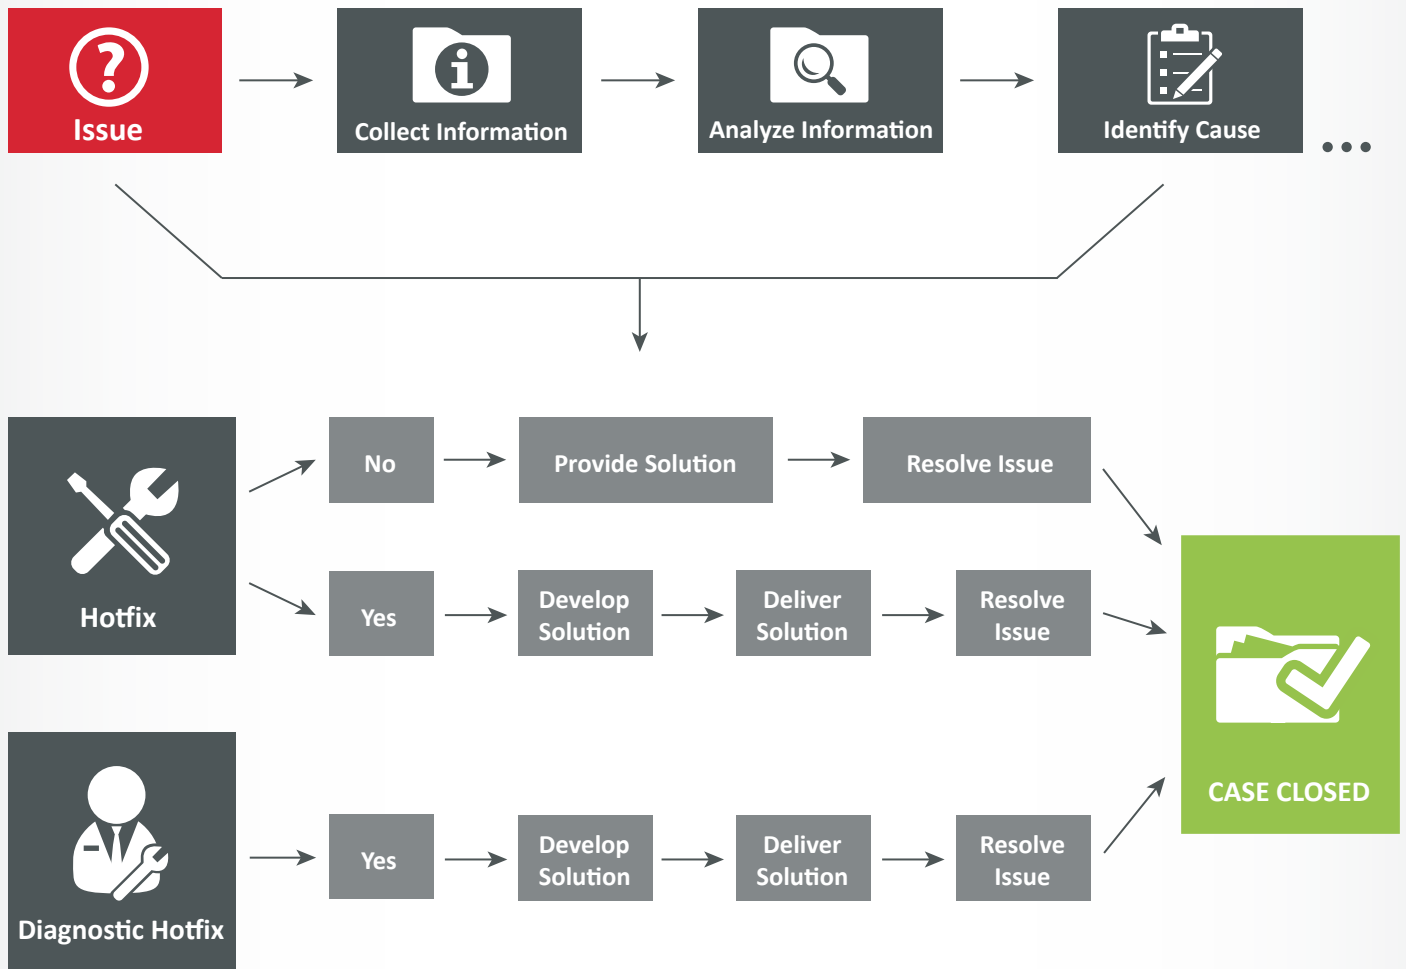 Issue
Collect Information
Analyze Information
Identify Cause
...
Hotfix
No
Provide Solution
Resolve Issue
Yes
Develop
Solution
Deliver
Solution
Resolve
Issue
Diagnostic Hotfix
Yes
Develop
Solution
Deliver
Solution
Resolve
Issue
CASE CLOSED